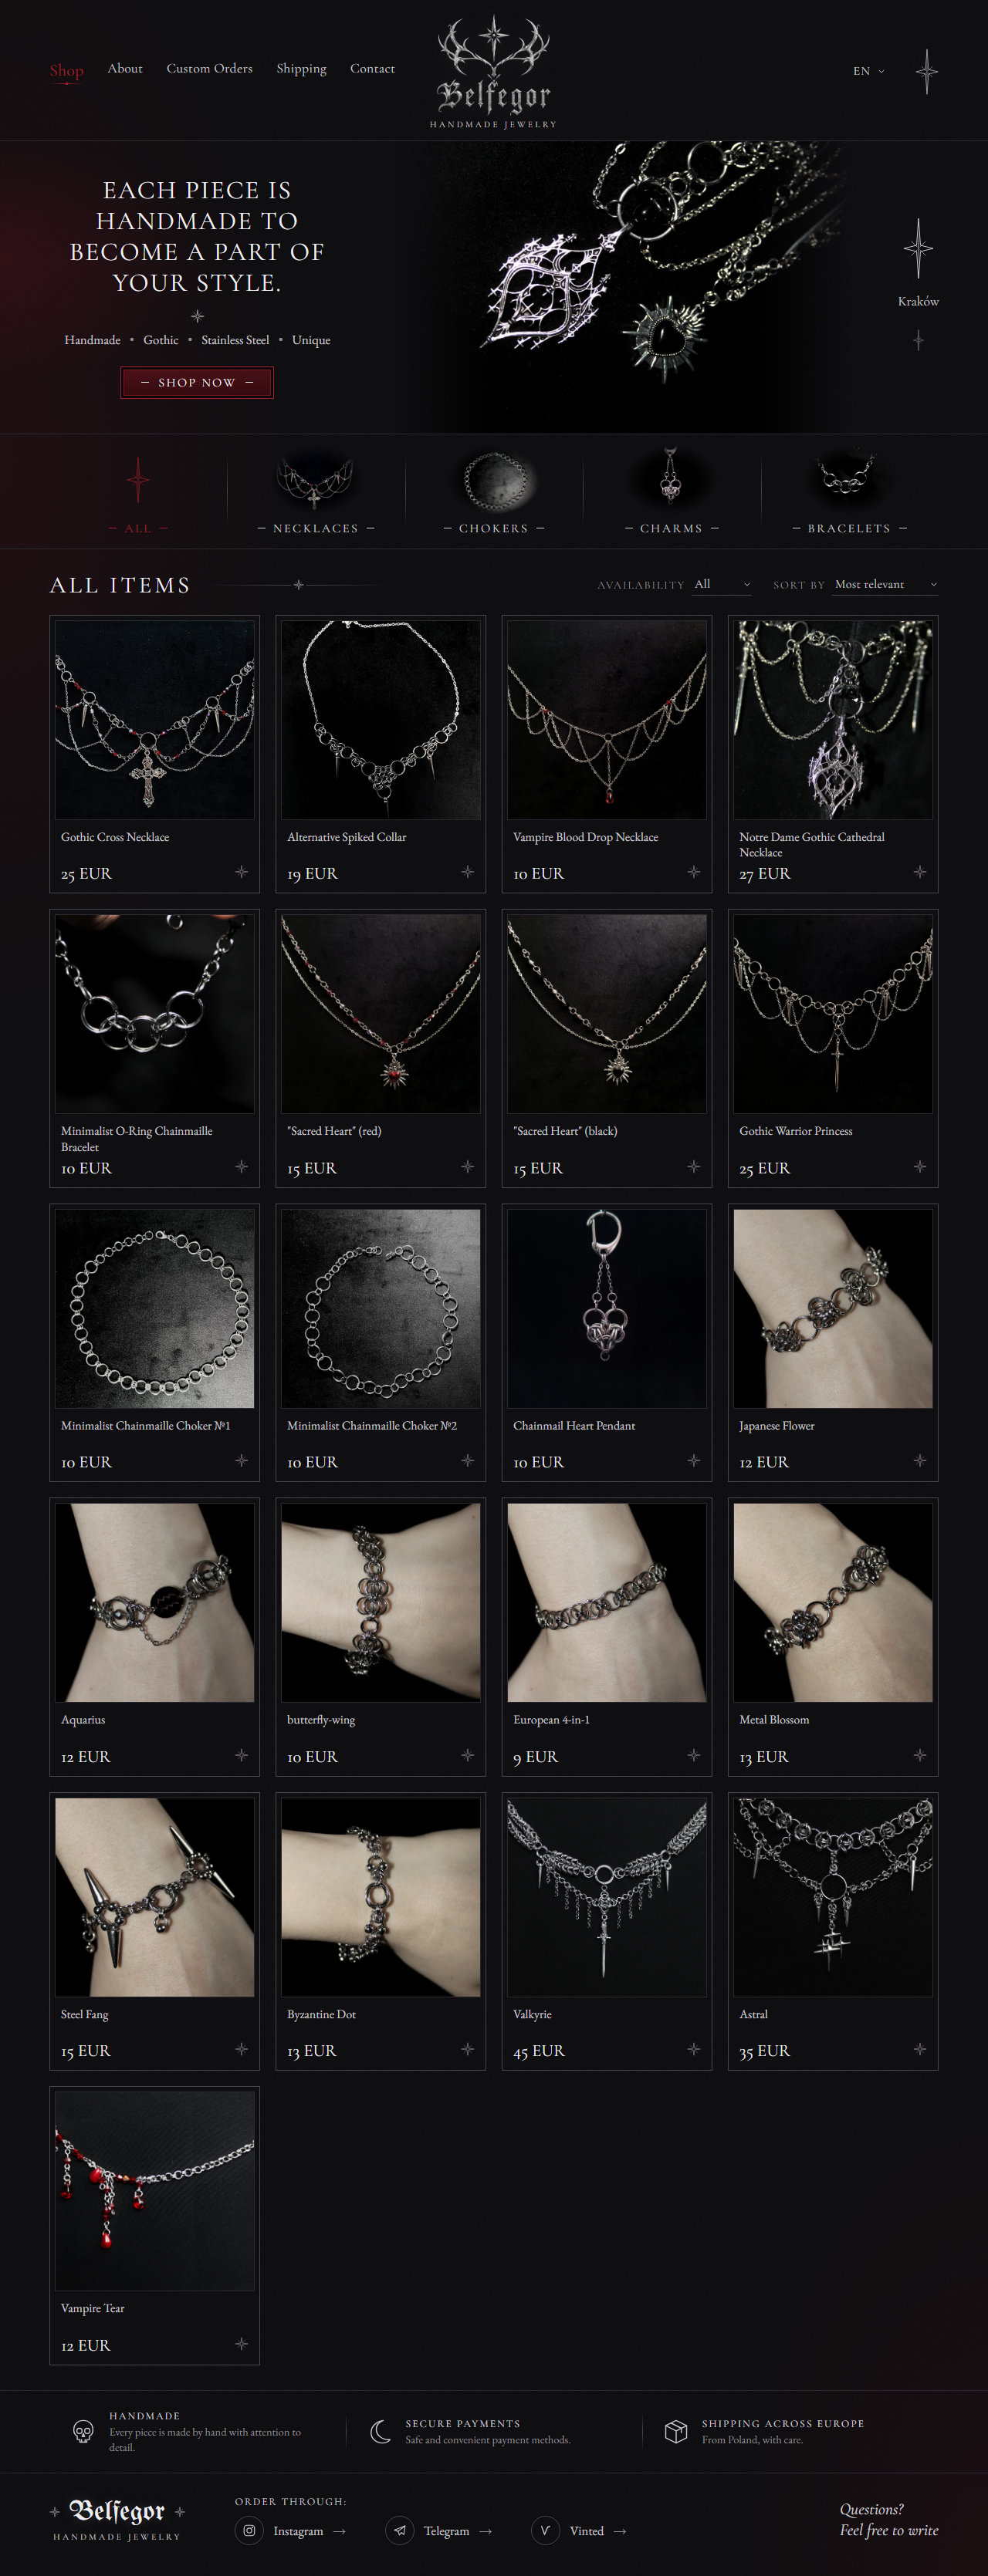 Shop
About
Custom Orders
Shipping
Contact
Belfegor
HANDMADE JEWELRY
EN
EACH PIECE IS
HANDMADE TO
BECOME A PART OF
YOUR STYLE.
Handmade • Gothic • Stainless Steel • Unique
— SHOP NOW —
Kraków
— ALL —
— NECKLACES —
— CHOKERS —
— CHARMS —
— BRACELETS —
ALL ITEMS
AVAILABILITY All
SORT BY Most relevant
Gothic Cross Necklace
25 EUR
Alternative Spiked Collar
19 EUR
Vampire Blood Drop Necklace
10 EUR
Notre Dame Gothic Cathedral
Necklace
27 EUR
Minimalist O-Ring Chainmaille
Bracelet
10 EUR
"Sacred Heart" (red)
15 EUR
"Sacred Heart" (black)
15 EUR
Gothic Warrior Princess
25 EUR
Minimalist Chainmaille Choker №1
10 EUR
Minimalist Chainmaille Choker №2
10 EUR
Chainmail Heart Pendant
10 EUR
Japanese Flower
12 EUR
Aquarius
12 EUR
butterfly-wing
10 EUR
European 4-in-1
9 EUR
Metal Blossom
13 EUR
Steel Fang
15 EUR
Byzantine Dot
13 EUR
Valkyrie
45 EUR
Astral
35 EUR
Vampire Tear
12 EUR
HANDMADE
Every piece is made by hand with attention to
detail.
SECURE PAYMENTS
Safe and convenient payment methods.
SHIPPING ACROSS EUROPE
From Poland, with care.
Belfegor
HANDMADE JEWELRY
ORDER THROUGH:
Instagram →
Telegram →
Vinted →
Questions?
Feel free to write